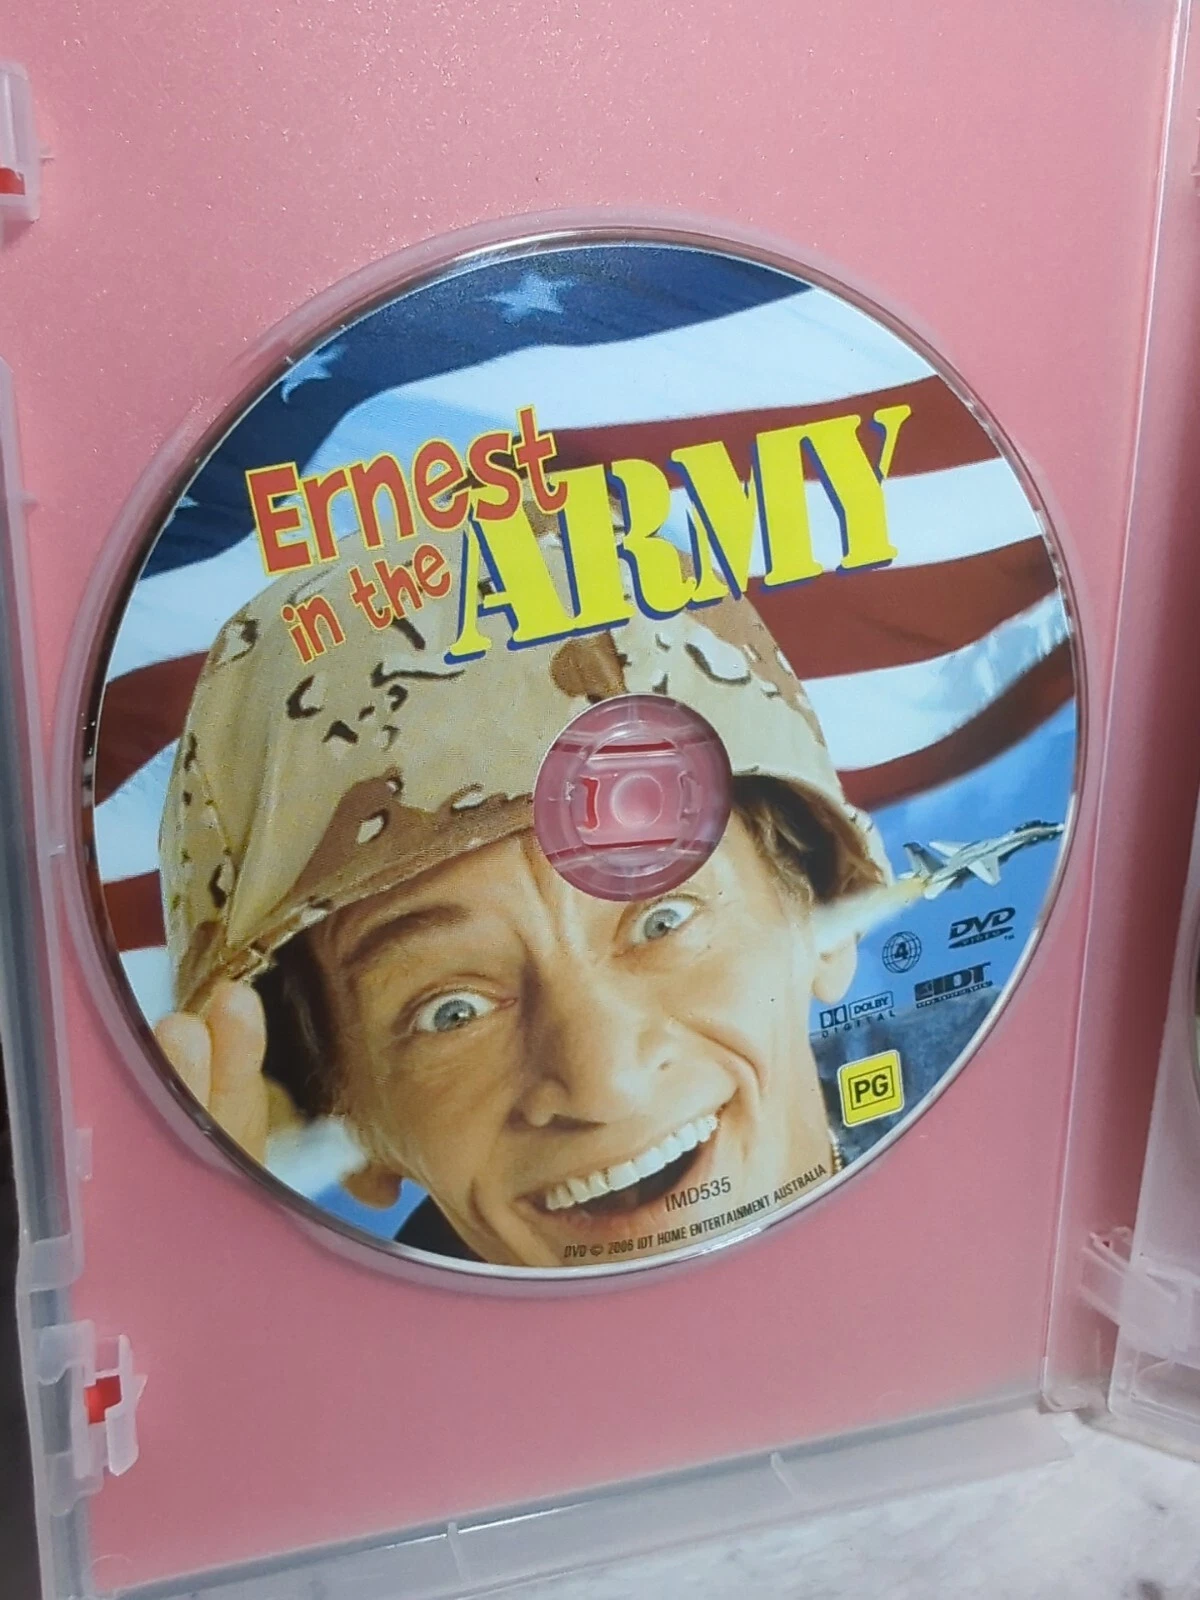 Ernest
in the
ARMY
4
DVD
VIDEO
IDT
DOLBY
DIGITAL
PG
IMD535
DVD © 2006 IDT HOME ENTERTAINMENT AUSTRALIA